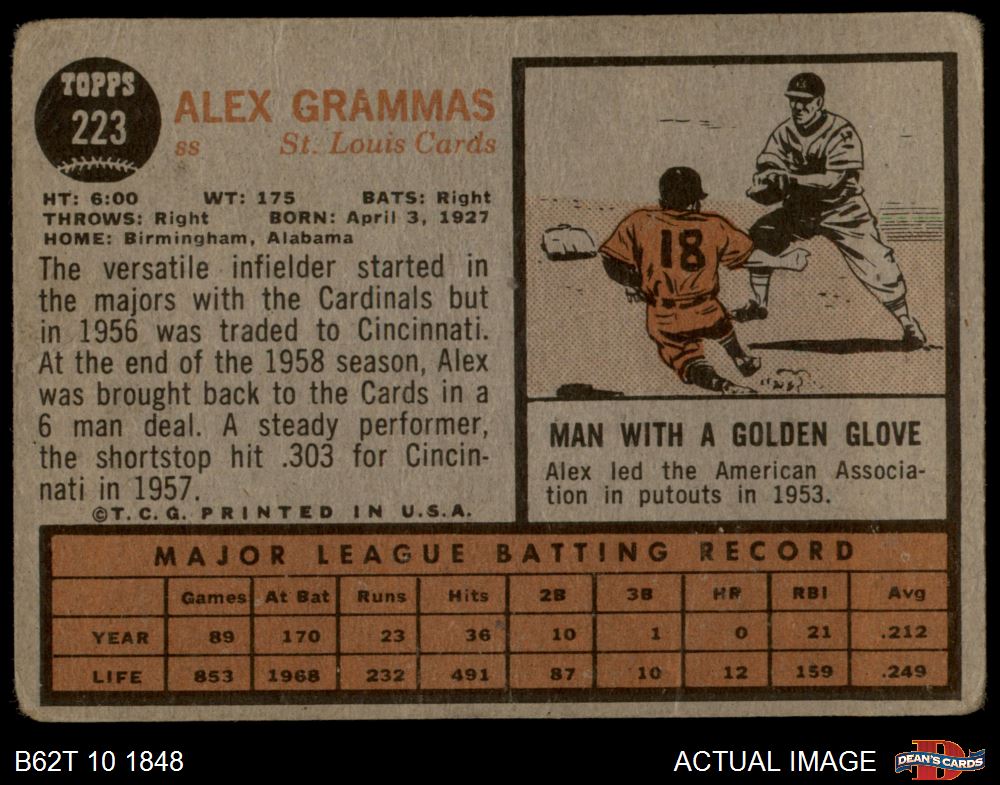 TOPPS
223
ALEX GRAMMAS
ss St. Louis Cards
HT: 6:00 WT: 175 BATS: Right
THROWS: Right BORN: April 3, 1927
HOME: Birmingham, Alabama
The versatile infielder started in
the majors with the Cardinals but
in 1956 was traded to Cincinnati.
At the end of the 1958 season, Alex
was brought back to the Cards in a
6 man deal. A steady performer,
the shortstop hit .303 for Cincin-
nati in 1957.
©T.C.G. PRINTED IN U.S.A.
18
MAN WITH A GOLDEN GLOVE
Alex led the American Associa-
tion in putouts in 1953.
MAJOR LEAGUE BATTING RECORD
Games At Bat Runs Hits 2B 3B HR RBI Avg
YEAR 89 170 23 36 10 1 0 21 .212
LIFE 853 1968 232 491 87 10 12 159 .249
B62T 10 1848
ACTUAL IMAGE
D
DEAN'S CARDS